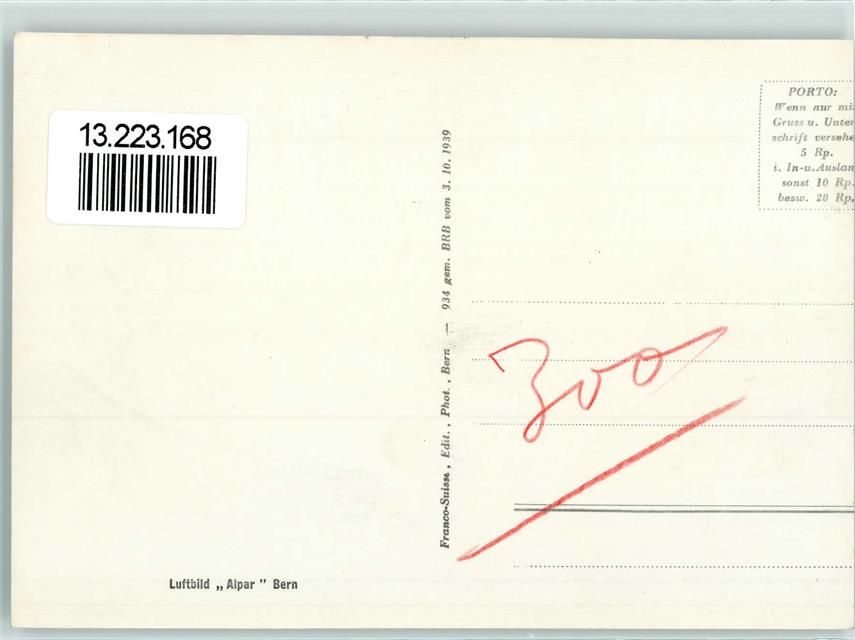 13.223.168
Luftbild „Alpar” Bern
Franco-Suisse, Edit., Phot., Bern — 934 gem. BRB vom 3. 10. 1939
PORTO:
Wenn nur mi
Gruss u. Unter
schrift versehe
5 Rp.
i. In-u.Auslan
sonst 10 Rp.
bezw. 20 Rp.